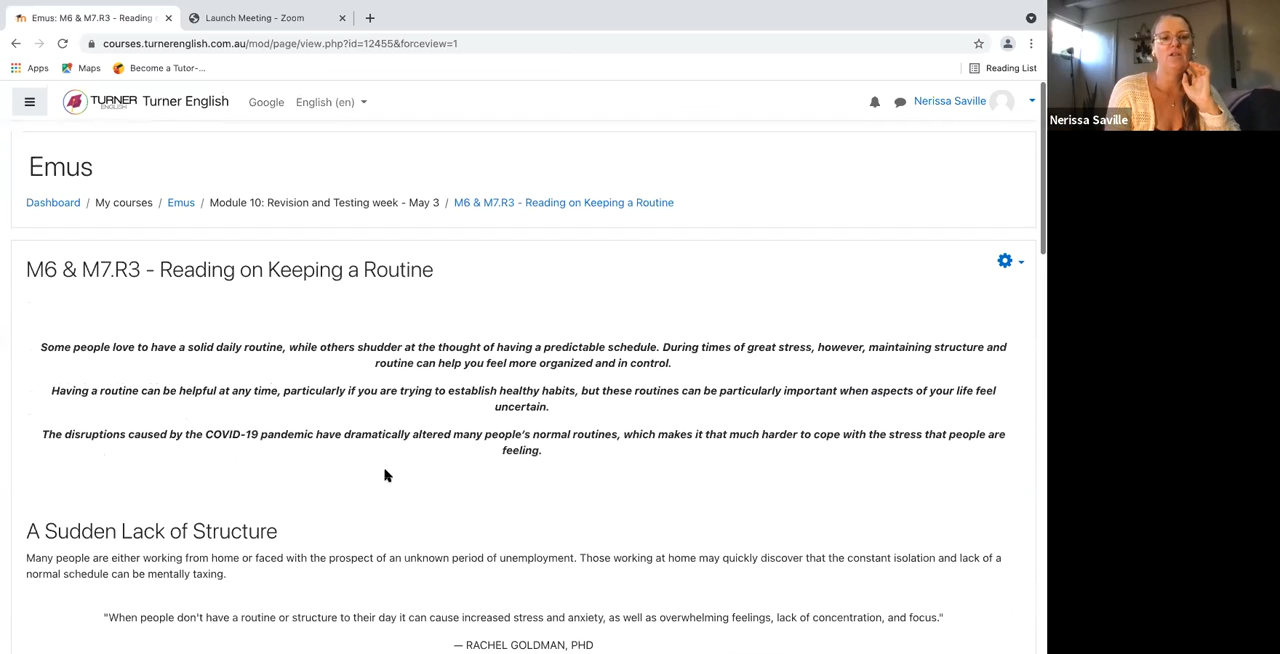 Emus: M6 & M7.R3 - Reading
Launch Meeting - Zoom
courses.turnerenglish.com.au/mod/page/view.php?id=12455&forceview=1
Apps
Maps
Become a Tutor-...
Reading List
TURNER
ENGLISH
Turner English
Google
English (en)
Nerissa Saville
Nerissa Saville
Emus
Dashboard / My courses / Emus / Module 10: Revision and Testing week - May 3 / M6 & M7.R3 - Reading on Keeping a Routine
M6 & M7.R3 - Reading on Keeping a Routine
Some people love to have a solid daily routine, while others shudder at the thought of having a predictable schedule. During times of great stress, however, maintaining structure and
routine can help you feel more organized and in control.
Having a routine can be helpful at any time, particularly if you are trying to establish healthy habits, but these routines can be particularly important when aspects of your life feel
uncertain.
The disruptions caused by the COVID-19 pandemic have dramatically altered many people's normal routines, which makes it that much harder to cope with the stress that people are
feeling.
A Sudden Lack of Structure
Many people are either working from home or faced with the prospect of an unknown period of unemployment. Those working at home may quickly discover that the constant isolation and lack of a
normal schedule can be mentally taxing.
"When people don't have a routine or structure to their day it can cause increased stress and anxiety, as well as overwhelming feelings, lack of concentration, and focus."
— RACHEL GOLDMAN, PHD